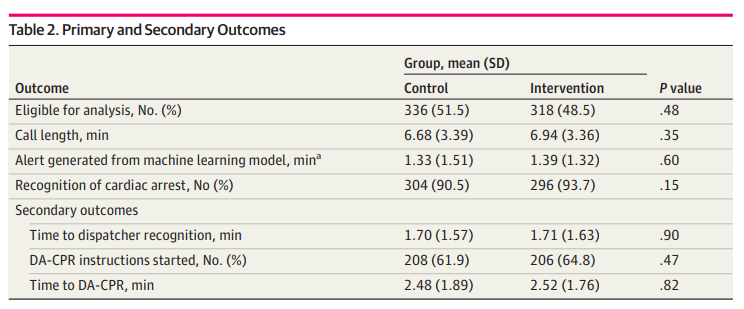 Table 2. Primary and Secondary Outcomes
Group, mean (SD)
Outcome Control Intervention P value
Eligible for analysis, No. (%) 336 (51.5) 318 (48.5) .48
Call length, min 6.68 (3.39) 6.94 (3.36) .35
Alert generated from machine learning model, minᵃ 1.33 (1.51) 1.39 (1.32) .60
Recognition of cardiac arrest, No (%) 304 (90.5) 296 (93.7) .15
Secondary outcomes
Time to dispatcher recognition, min 1.70 (1.57) 1.71 (1.63) .90
DA-CPR instructions started, No. (%) 208 (61.9) 206 (64.8) .47
Time to DA-CPR, min 2.48 (1.89) 2.52 (1.76) .82